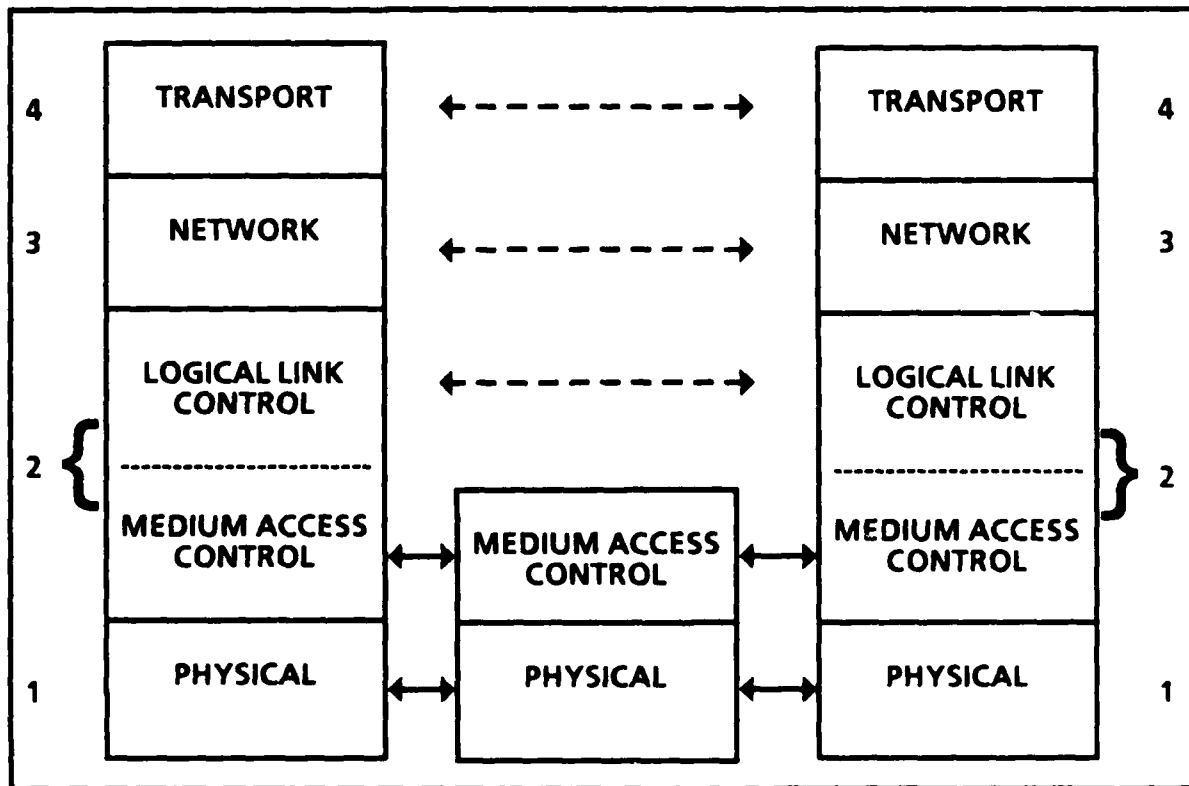 4
TRANSPORT
TRANSPORT
4
3
NETWORK
NETWORK
3
LOGICAL LINK
CONTROL
LOGICAL LINK
CONTROL
2
2
MEDIUM ACCESS
CONTROL
MEDIUM ACCESS
CONTROL
MEDIUM ACCESS
CONTROL
1
PHYSICAL
PHYSICAL
PHYSICAL
1